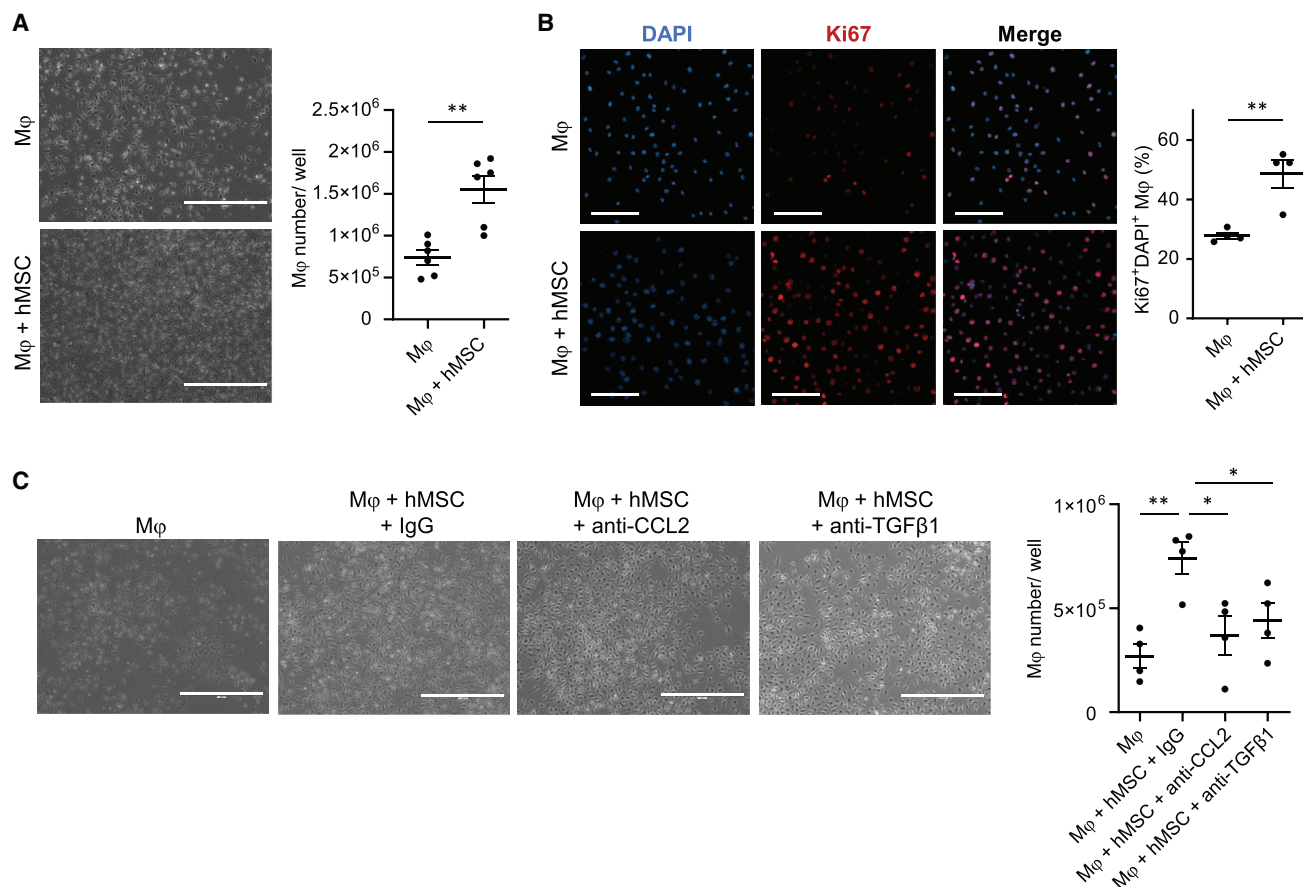 A
Mφ
Mφ + hMSC
Mφ number/ well
2.5×10⁶
2×10⁶
1.5×10⁶
1×10⁶
5×10⁵
0
**
Mφ
Mφ + hMSC
B
DAPI
Ki67
Merge
Mφ
Mφ + hMSC
Ki67⁺DAPI⁺ Mφ (%)
60
40
20
0
**
Mφ
Mφ + hMSC
C
Mφ
Mφ + hMSC
+ IgG
Mφ + hMSC
+ anti-CCL2
Mφ + hMSC
+ anti-TGFβ1
Mφ number/ well
1×10⁶
5×10⁵
0
**
*
*
Mφ
Mφ + hMSC + IgG
Mφ + hMSC + anti-CCL2
Mφ + hMSC + anti-TGFβ1